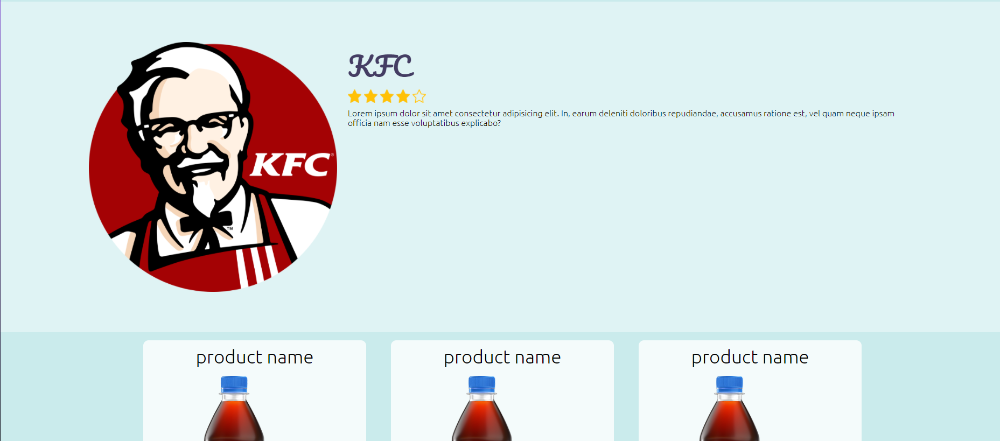 KFC
Lorem ipsum dolor sit amet consectetur adipisicing elit. In, earum deleniti doloribus repudiandae, accusamus ratione est, vel quam neque ipsam
officia nam esse voluptatibus explicabo?
KFC®
TM
product name
product name
product name